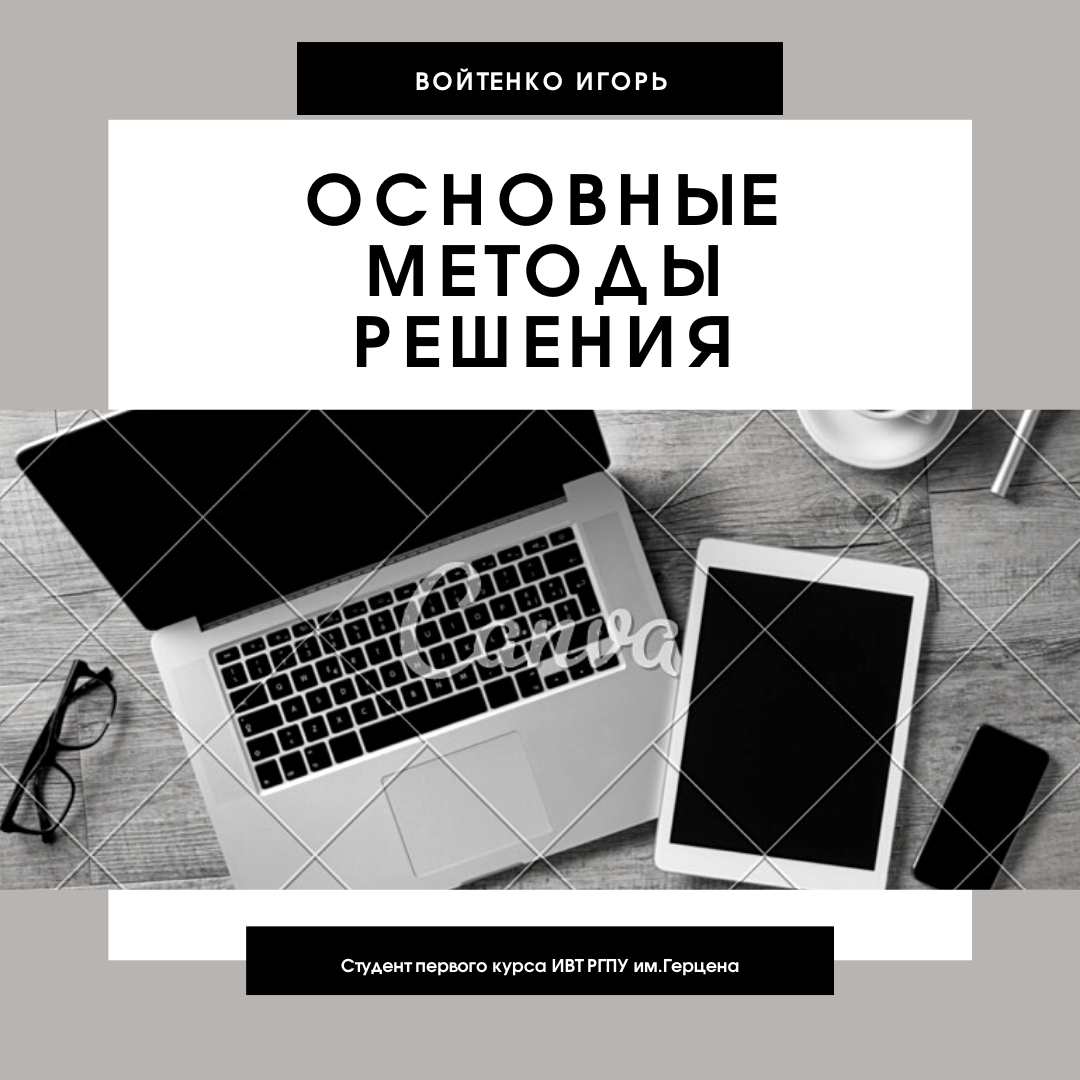 ВОЙТЕНКО ИГОРЬ
ОСНОВНЫЕ
МЕТОДЫ
РЕШЕНИЯ
Canva
Студент первого курса ИВТ РГПУ им.Герцена